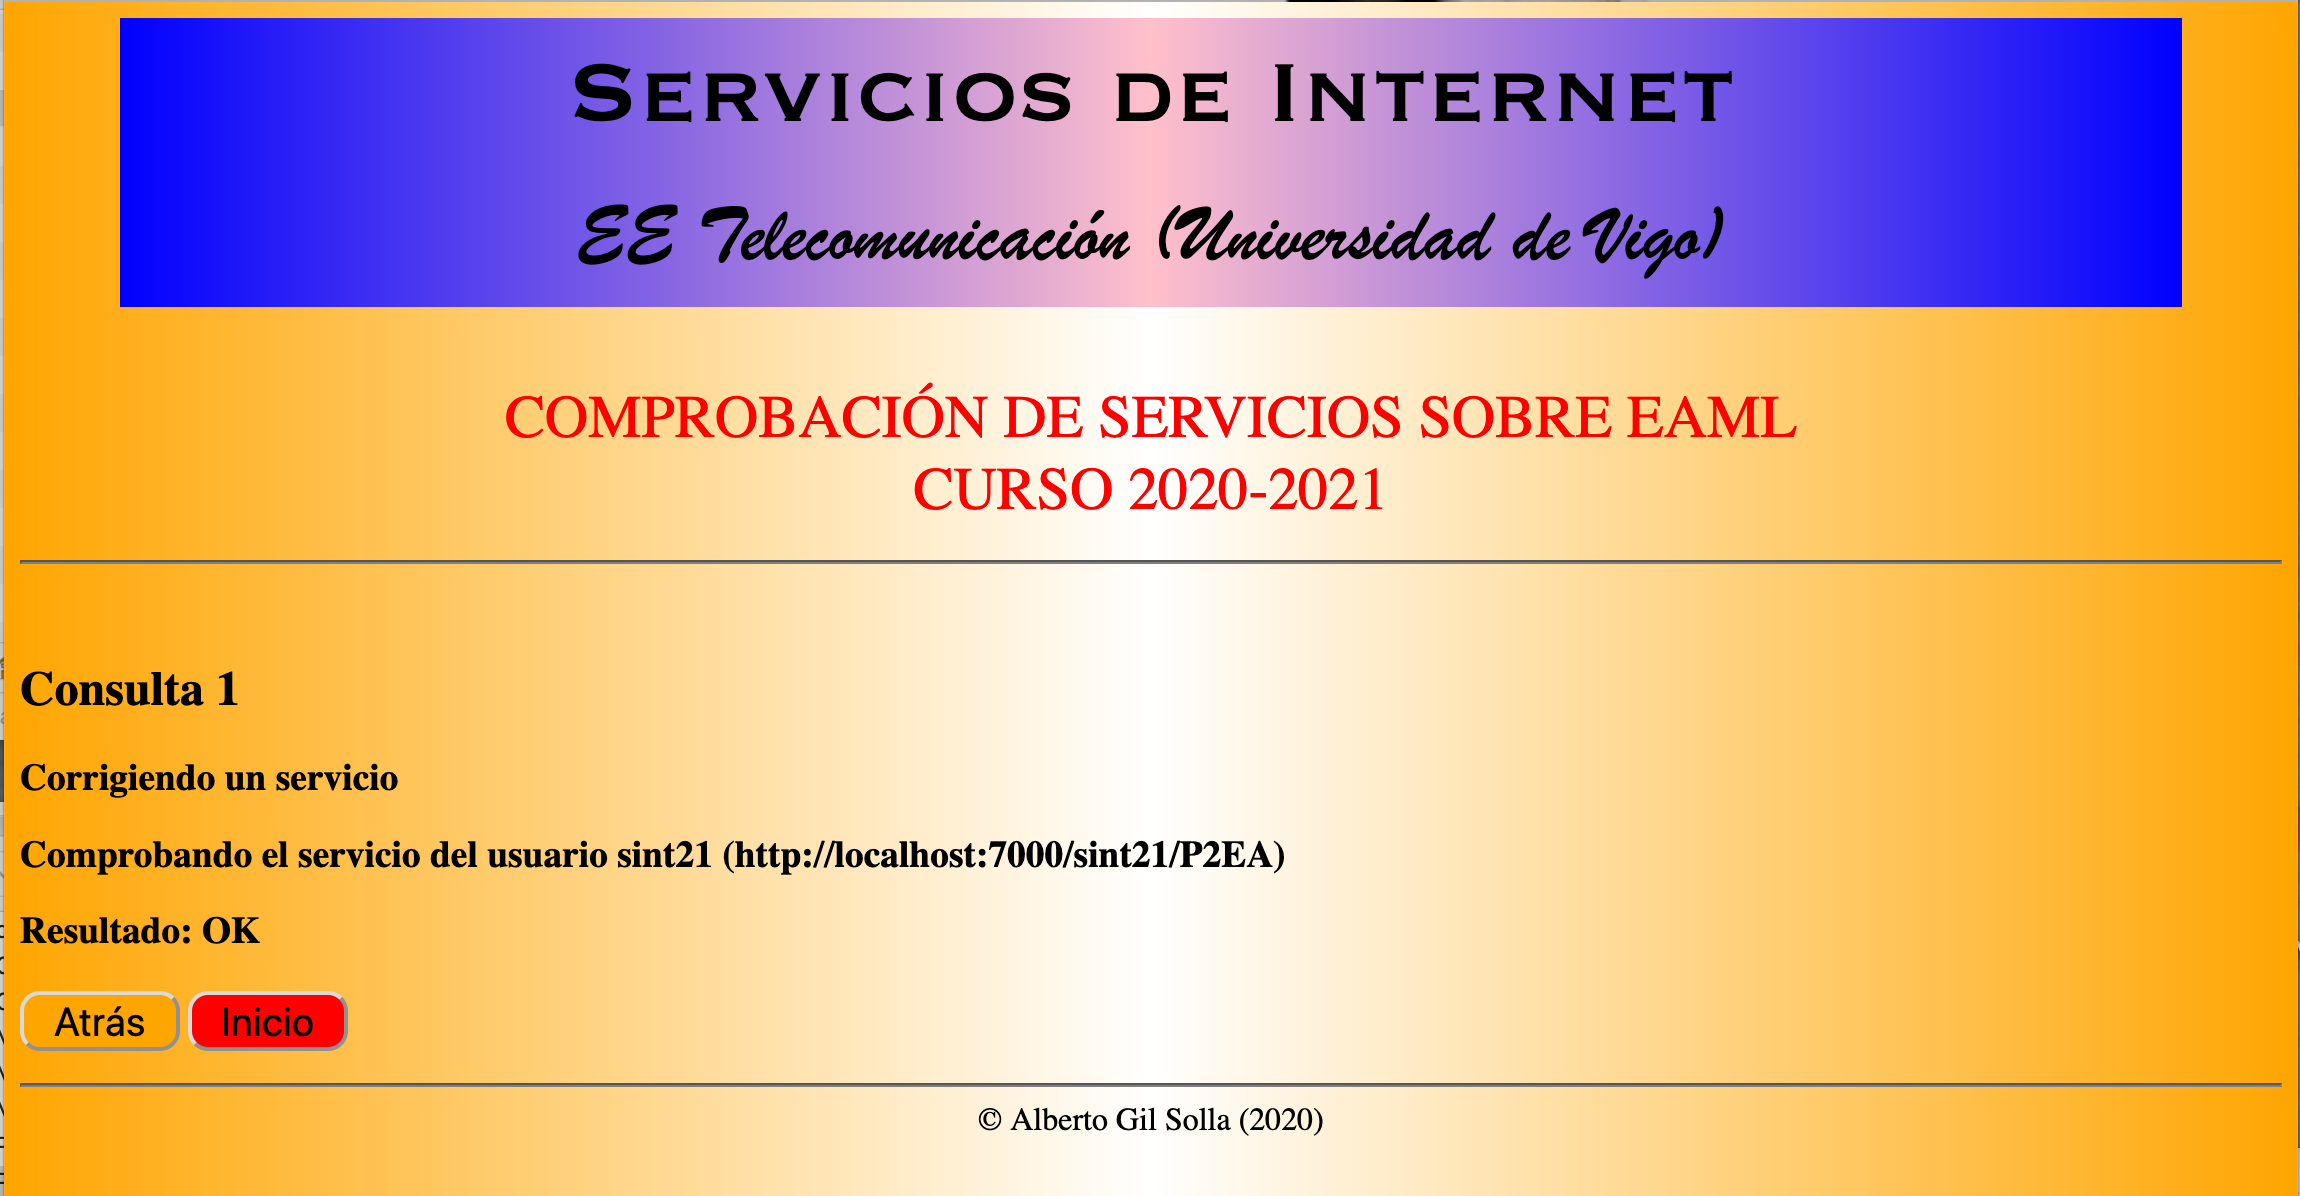 Servicios de Internet
EE Telecomunicación (Universidad de Vigo)
COMPROBACIÓN DE SERVICIOS SOBRE EAML
CURSO 2020-2021
Consulta 1
Corrigiendo un servicio
Comprobando el servicio del usuario sint21 (http://localhost:7000/sint21/P2EA)
Resultado: OK
Atrás Inicio
© Alberto Gil Solla (2020)